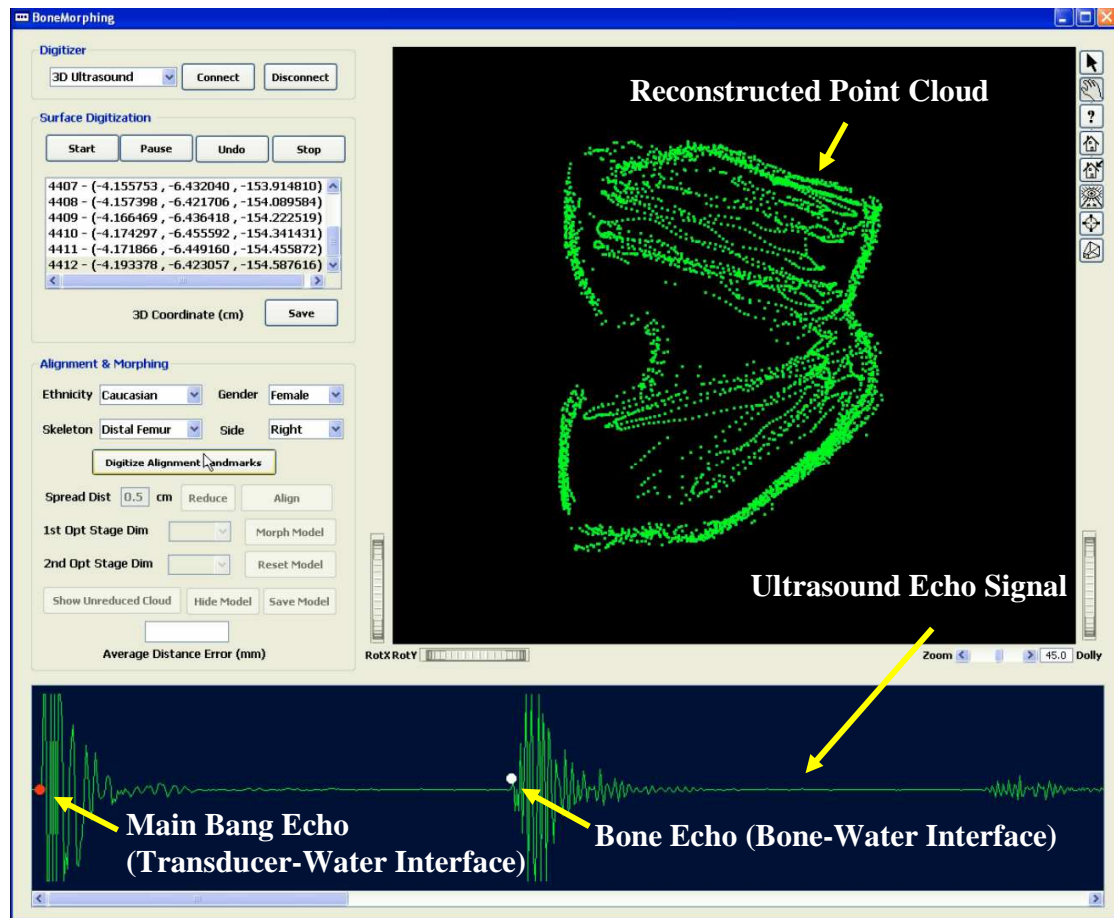 BoneMorphing
Digitizer
3D Ultrasound Connect Disconnect
Surface Digitization
Start Pause Undo Stop
4407 - (-4.155753 , -6.432040 , -153.914810)
4408 - (-4.157398 , -6.421706 , -154.089584)
4409 - (-4.166469 , -6.436418 , -154.222519)
4410 - (-4.174297 , -6.455592 , -154.341431)
4411 - (-4.171866 , -6.449160 , -154.455872)
4412 - (-4.193378 , -6.423057 , -154.587616)
3D Coordinate (cm) Save
Alignment & Morphing
Ethnicity Caucasian Gender Female
Skeleton Distal Femur Side Right
Digitize Alignment Landmarks
Spread Dist 0.5 cm Reduce Align
1st Opt Stage Dim Morph Model
2nd Opt Stage Dim Reset Model
Show Unreduced Cloud Hide Model Save Model
Average Distance Error (mm)
Reconstructed Point Cloud
?
Ultrasound Echo Signal
RotX RotY Zoom 45.0 Dolly
Main Bang Echo
(Transducer-Water Interface)
Bone Echo (Bone-Water Interface)